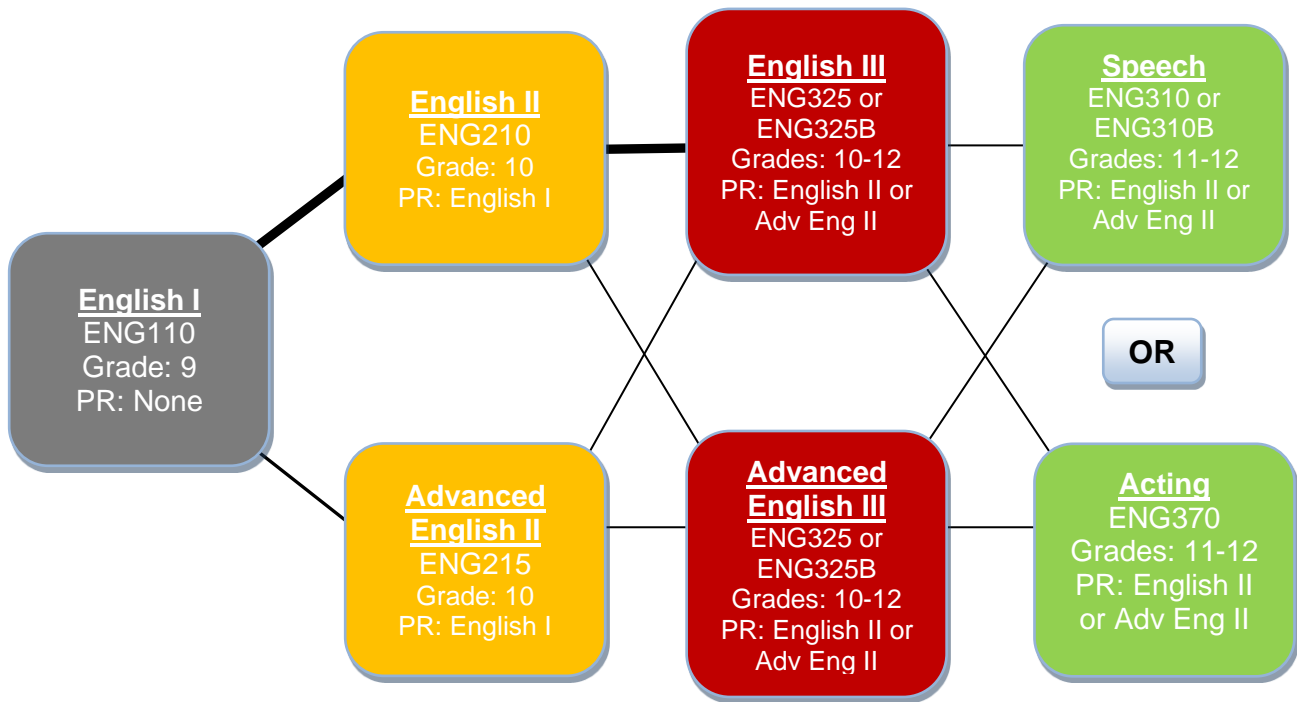 English I
ENG110
Grade: 9
PR: None
English II
ENG210
Grade: 10
PR: English I
Advanced
English II
ENG215
Grade: 10
PR: English I
English III
ENG325 or
ENG325B
Grades: 10-12
PR: English II or
Adv Eng II
Advanced
English III
ENG325 or
ENG325B
Grades: 10-12
PR: English II or
Adv Eng II
Speech
ENG310 or
ENG310B
Grades: 11-12
PR: English II or
Adv Eng II
OR
Acting
ENG370
Grades: 11-12
PR: English II
or Adv Eng II